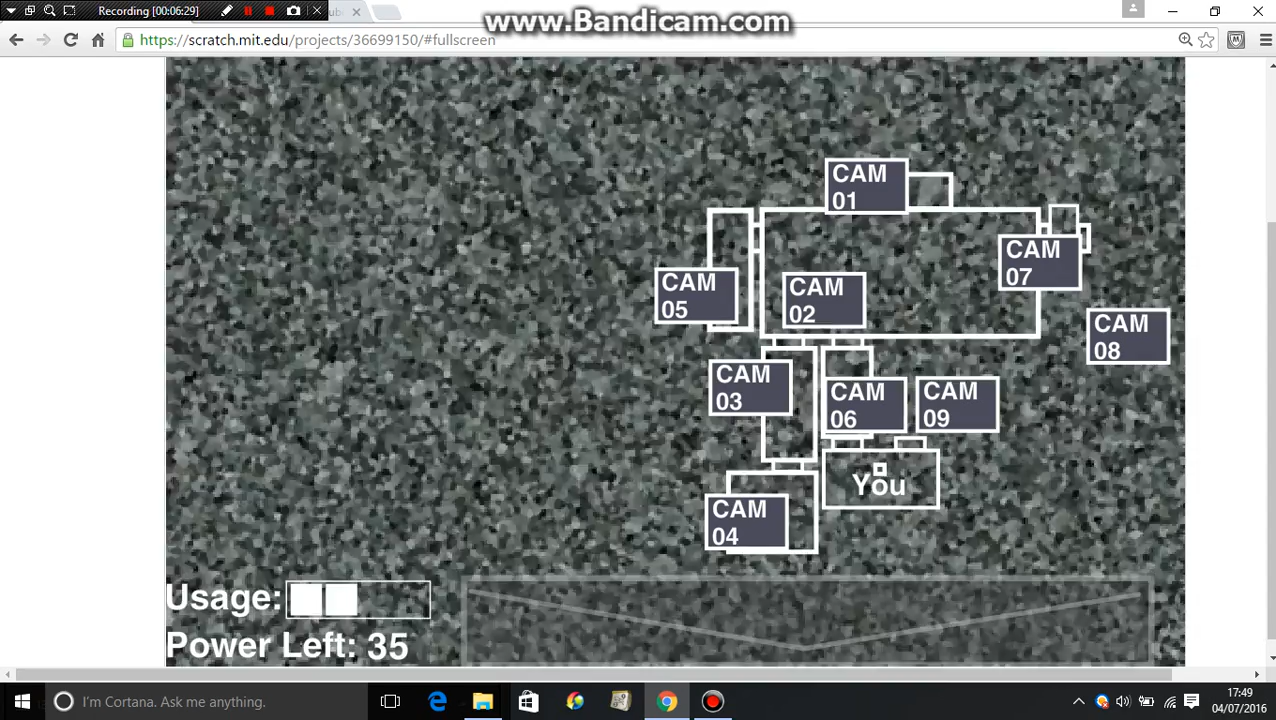 Recording [00:06:29]
www.Bandicam.com
https://scratch.mit.edu/projects/36699150/#fullscreen
CAM
01
CAM
07
CAM
05
CAM
02
CAM
08
CAM
03
CAM
06
CAM
09
You
CAM
04
Usage:
Power Left: 35
I'm Cortana. Ask me anything.
17:49
04/07/2016